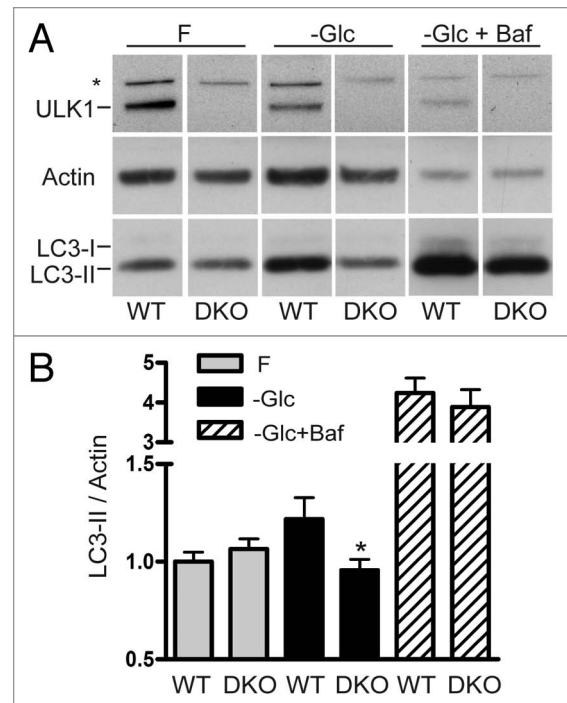 A
F -Glc -Glc + Baf
*
ULK1
Actin
LC3-I
LC3-II
WT DKO WT DKO WT DKO
B
F
-Glc
-Glc+Baf
5
4
3
1.5
1.0
0.5
LC3-II / Actin
*
WT DKO WT DKO WT DKO